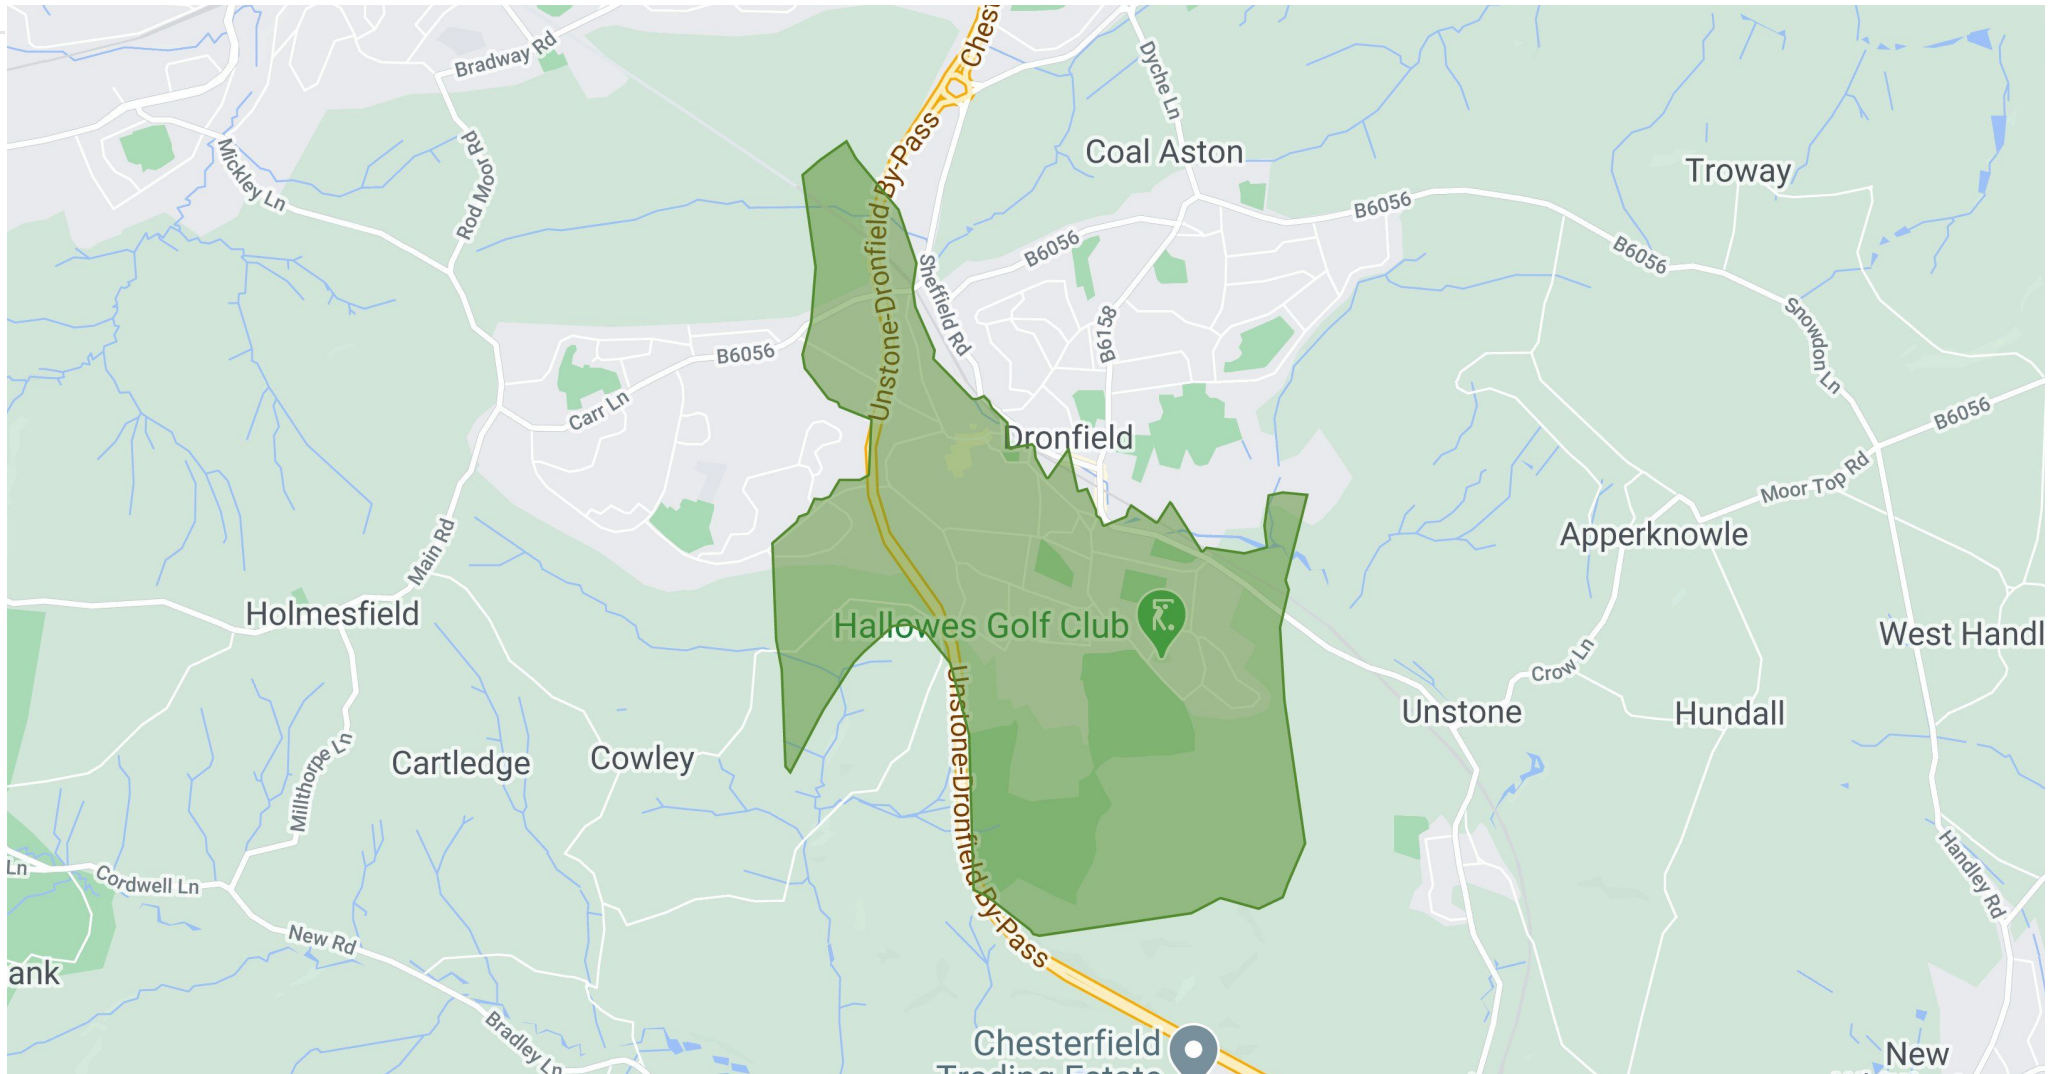 Ches
Bradway Rd
Dyche Ln
Coal Aston
Troway
Mickley Ln
Rod Moor Rd
Unstone-Dronfield By-Pass
B6056
B6056
B6056
Sheffield Rd
Snowdon Ln
B6158
B6056
Carr Ln
B6056
Dronfield
Moor Top Rd
Main Rd
Apperknowle
Holmesfield
Hallowes Golf Club
West Handl
Crow Ln
Unstone
Hundall
Millthorpe Ln
Cartledge
Cowley
Unstone-Dronfield By-Pass
Ln
Cordwell Ln
Handley Rd
New Rd
ank
Bradley Ln
Chesterfield
Trading Estate
New